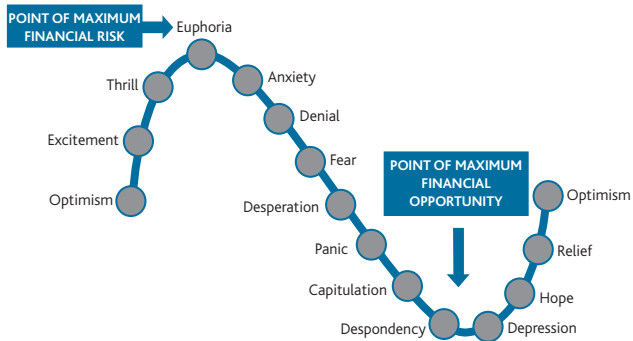 POINT OF MAXIMUM
FINANCIAL RISK
Euphoria
Thrill
Anxiety
Excitement
Denial
Optimism
Fear
Desperation
Panic
Capitulation
Despondency
POINT OF MAXIMUM
FINANCIAL
OPPORTUNITY
Depression
Hope
Relief
Optimism